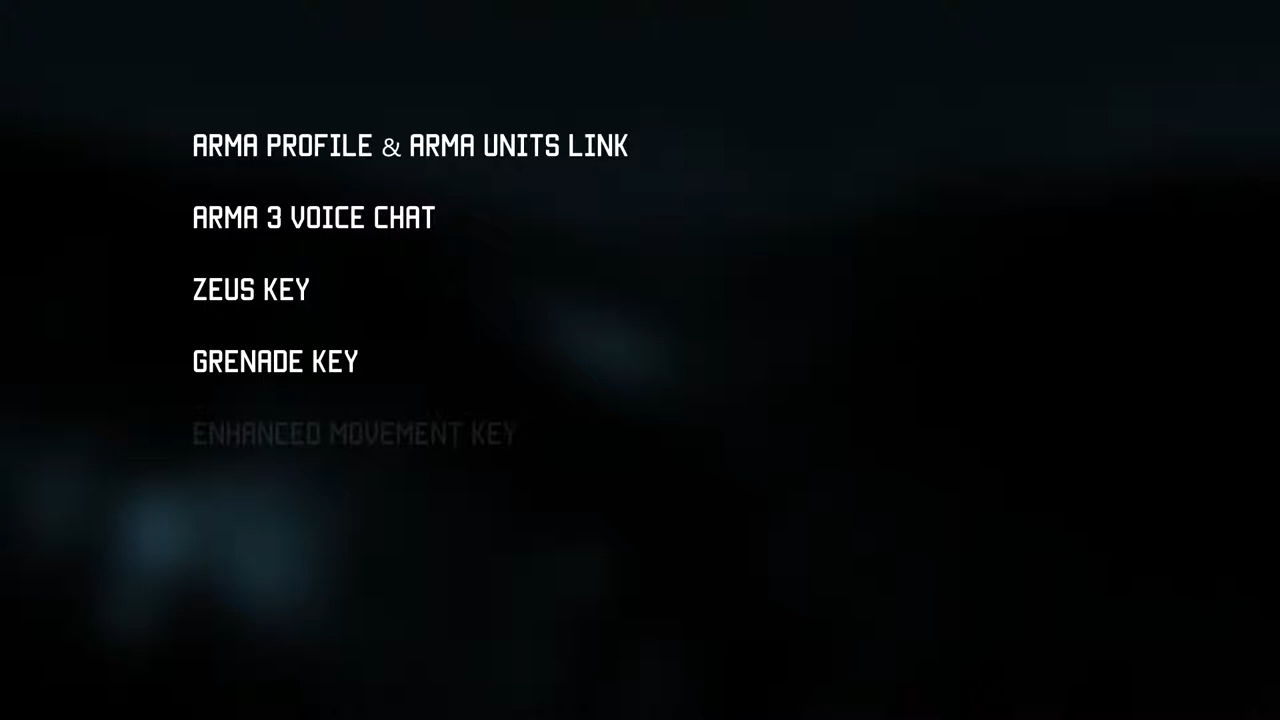 ARMA PROFILE & ARMA UNITS LINK
ARMA 3 VOICE CHAT
ZEUS KEY
GRENADE KEY
ENHANCED MOVEMENT KEY